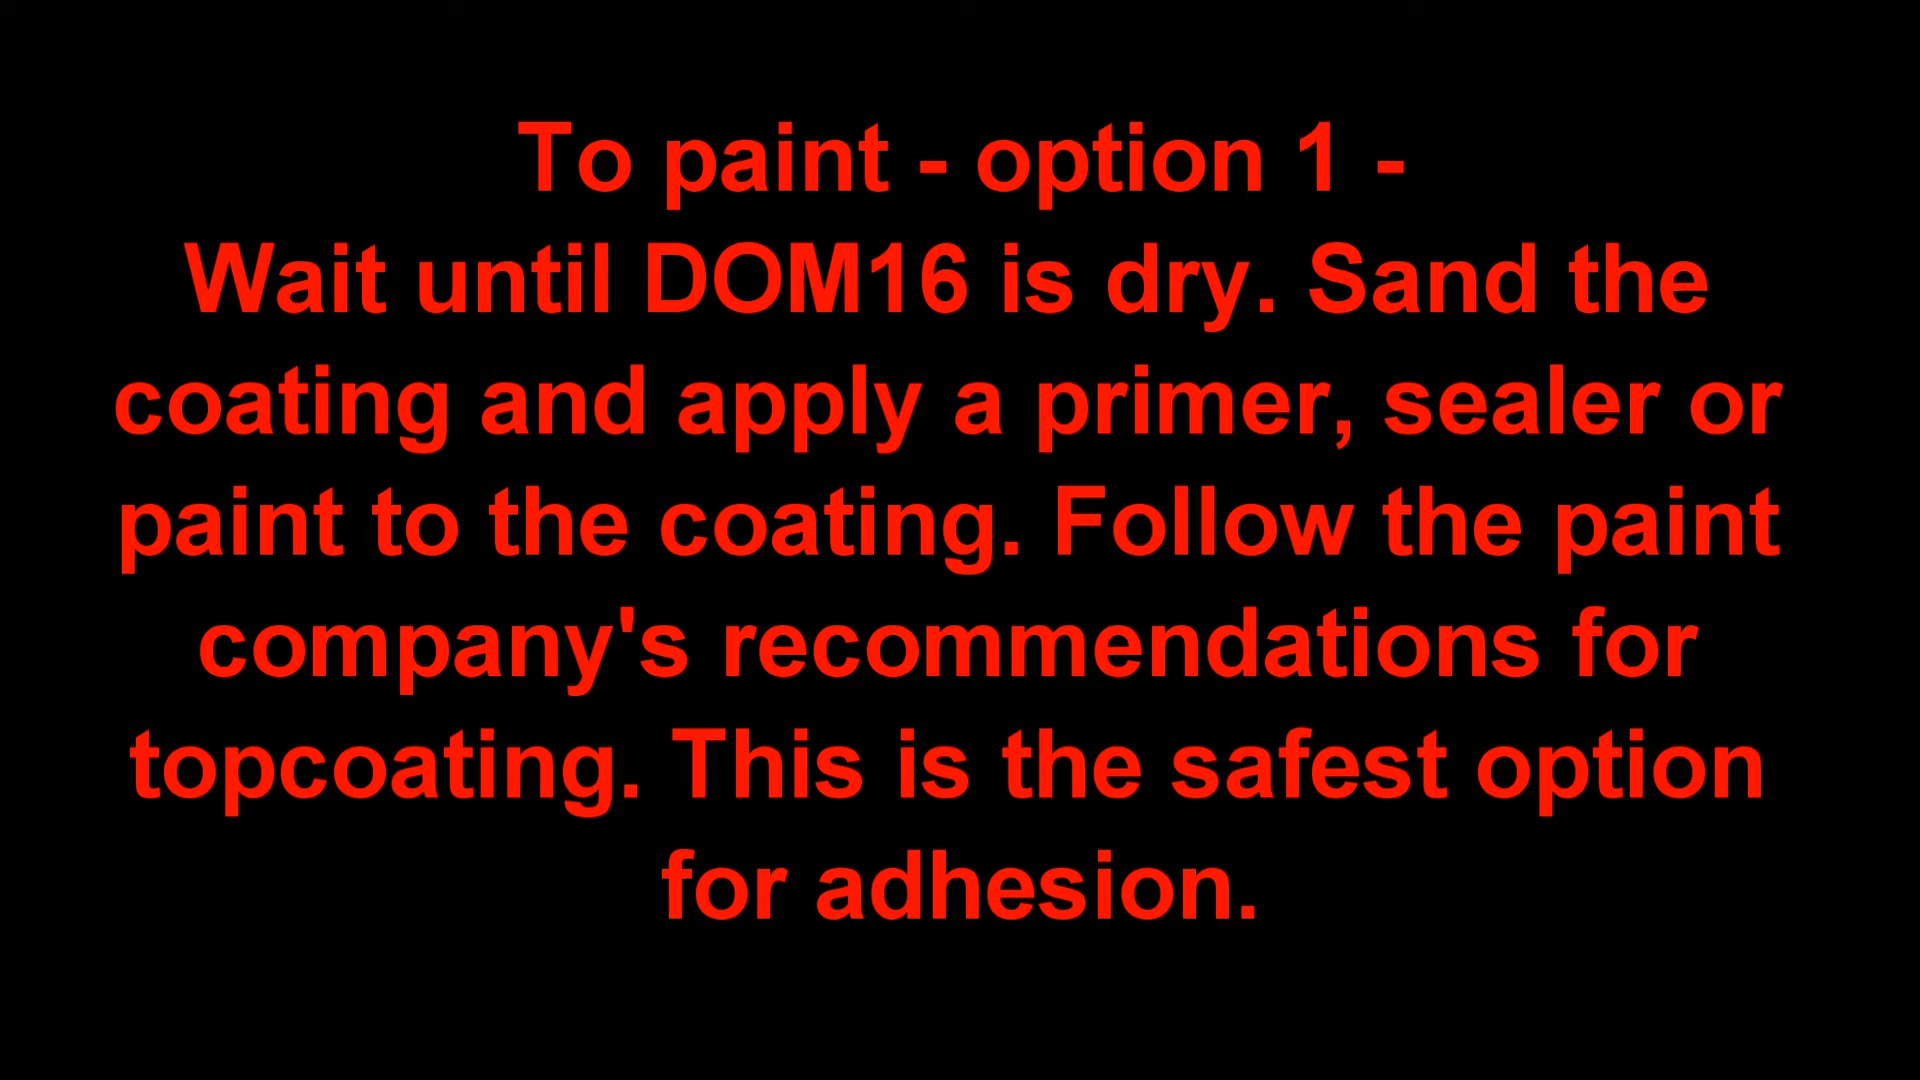 To paint - option 1 -
Wait until DOM16 is dry. Sand the
coating and apply a primer, sealer or
paint to the coating. Follow the paint
company's recommendations for
topcoating. This is the safest option
for adhesion.